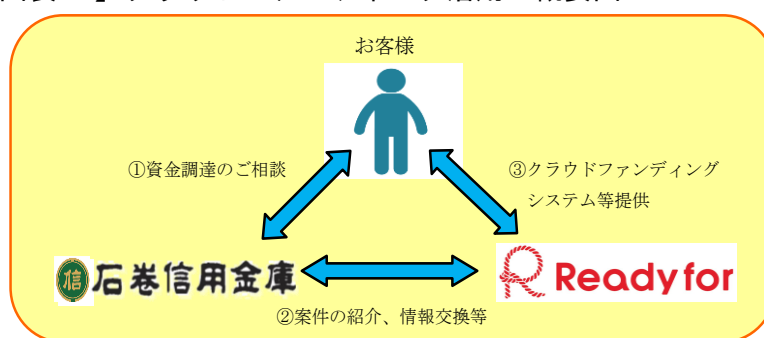 お客様
①資金調達のご相談
③クラウドファンディング
システム等提供
信 石巻信用金庫
Readyfor
②案件の紹介、情報交換等